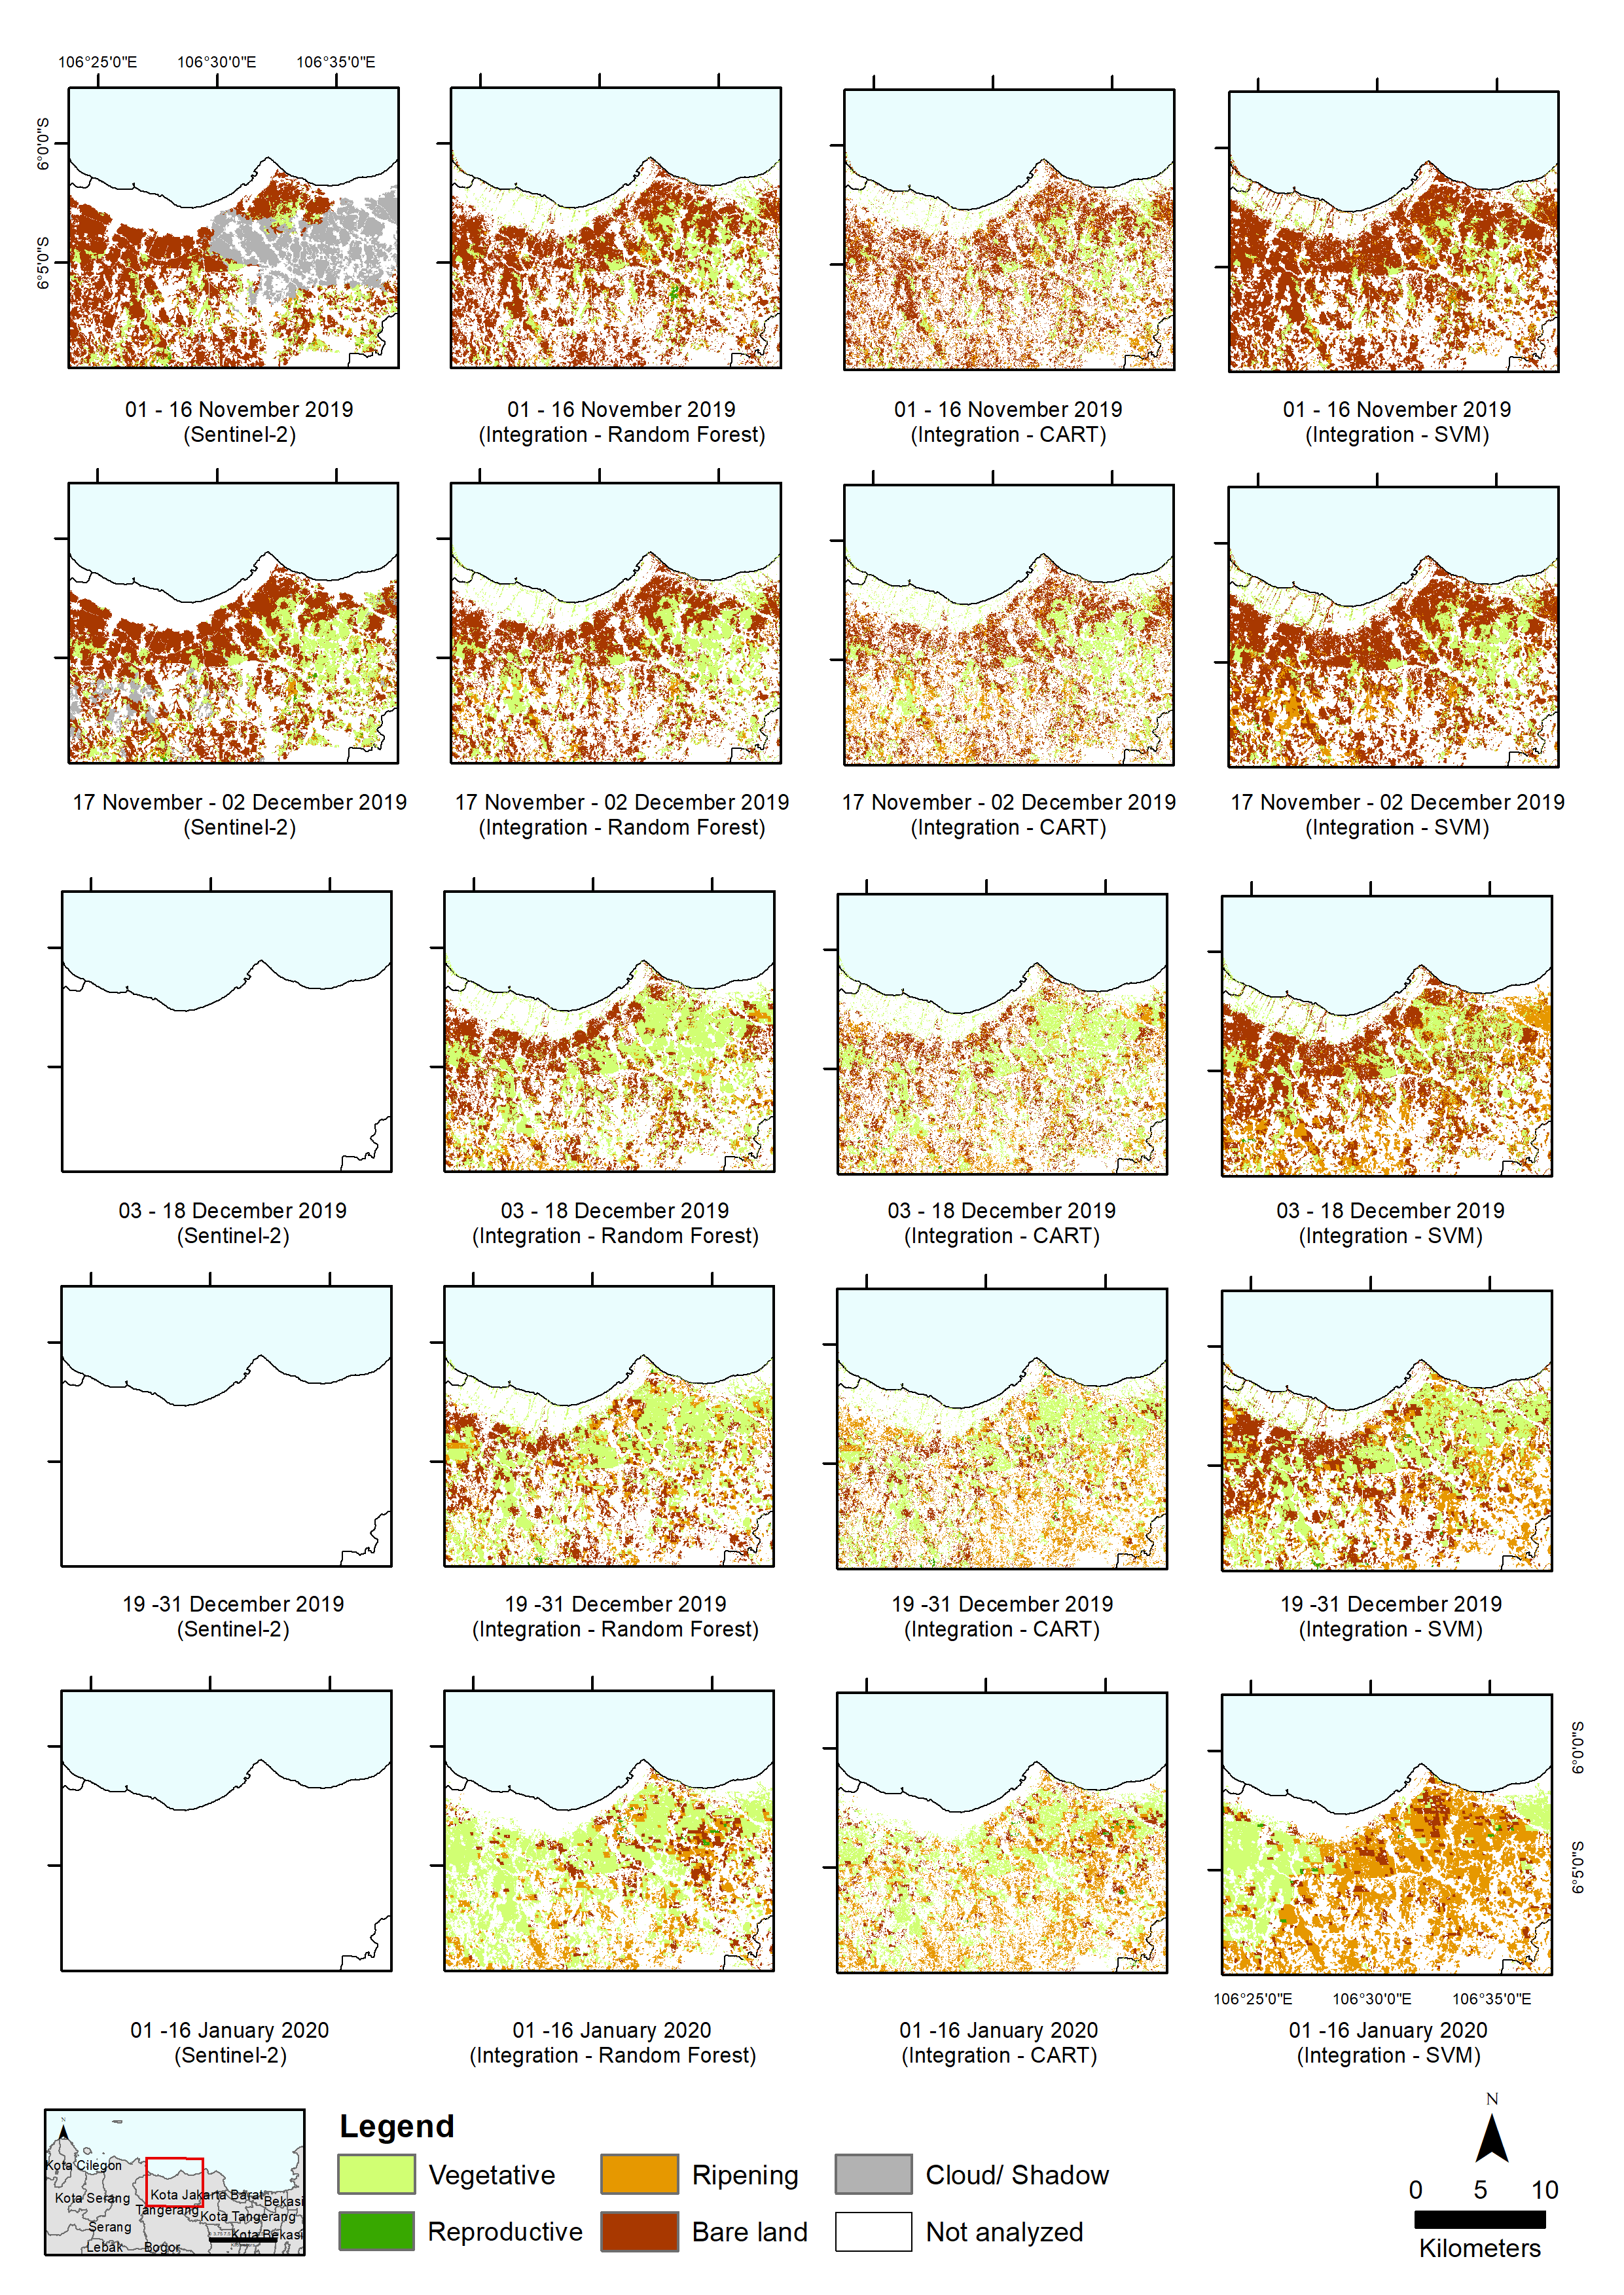 106°25'0"E 106°30'0"E 106°35'0"E
6°0'0"S
6°5'0"S
01 - 16 November 2019
(Sentinel-2)
01 - 16 November 2019
(Integration - Random Forest)
01 - 16 November 2019
(Integration - CART)
01 - 16 November 2019
(Integration - SVM)
17 November - 02 December 2019
(Sentinel-2)
17 November - 02 December 2019
(Integration - Random Forest)
17 November - 02 December 2019
(Integration - CART)
17 November - 02 December 2019
(Integration - SVM)
03 - 18 December 2019
(Sentinel-2)
03 - 18 December 2019
(Integration - Random Forest)
03 - 18 December 2019
(Integration - CART)
03 - 18 December 2019
(Integration - SVM)
19 -31 December 2019
(Sentinel-2)
19 -31 December 2019
(Integration - Random Forest)
19 -31 December 2019
(Integration - CART)
19 -31 December 2019
(Integration - SVM)
6°0'0"S
6°5'0"S
106°25'0"E 106°30'0"E 106°35'0"E
01 -16 January 2020
(Sentinel-2)
01 -16 January 2020
(Integration - Random Forest)
01 -16 January 2020
(Integration - CART)
01 -16 January 2020
(Integration - SVM)
N
Kota Cilegon
Kota Serang
Kota Jakarta Barat
Bekasi
Tangerang
Kota Tangerang
Serang
Kota Bekasi
Lebak
Bogor
Legend
Vegetative
Ripening
Cloud/ Shadow
Reproductive
Bare land
Not analyzed
N
0 5 10
Kilometers